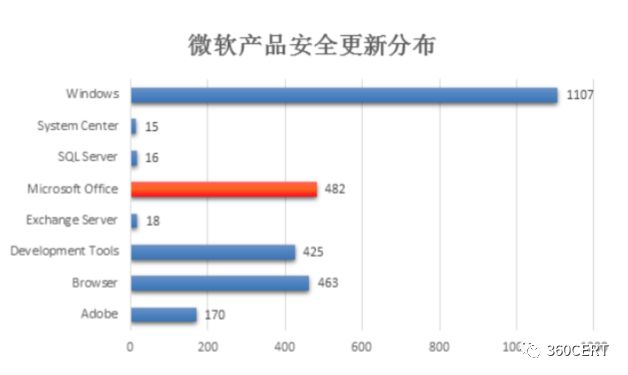 微软产品安全更新分布
Windows 1107
System Center 15
SQL Server 16
Microsoft Office 482
Exchange Server 18
Development Tools 425
Browser 463
Adobe 170
0 200 400 600 800
360CERT